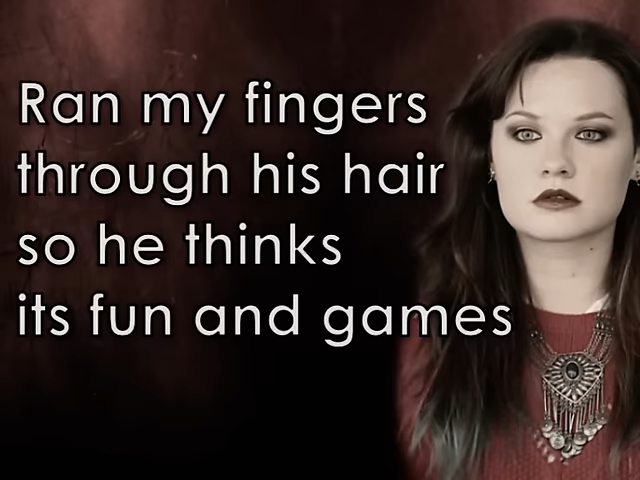 Ran my fingers
through his hair
so he thinks
its fun and games